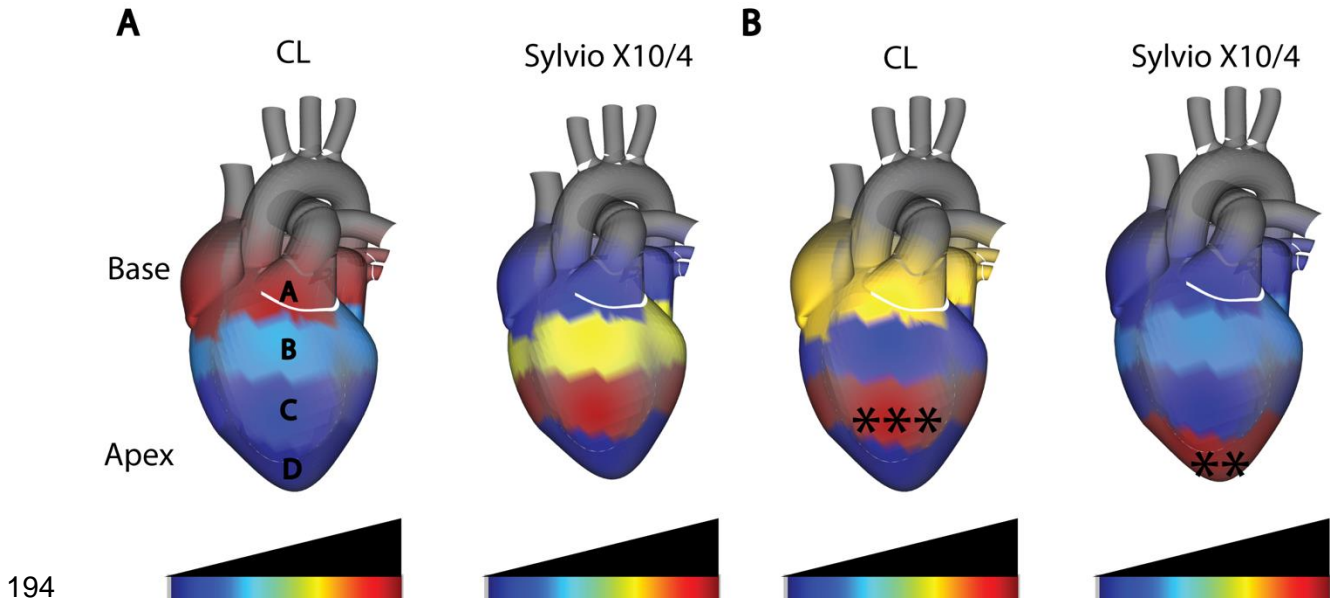 A
B
CL
Sylvio X10/4
CL
Sylvio X10/4
Base
A
B
C
***
Apex
D
**
194